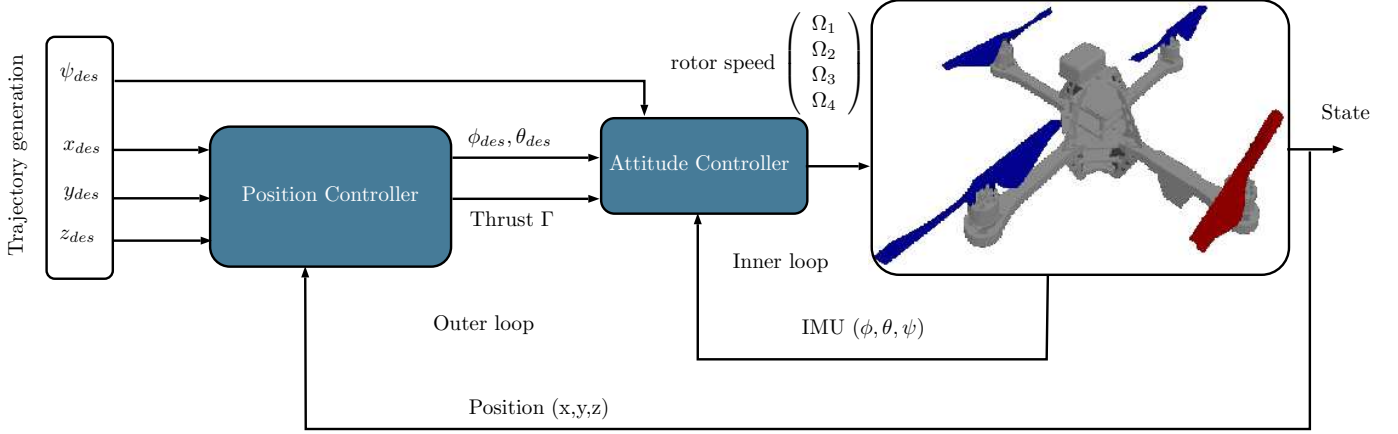 Trajectory generation
ψ_des
x_des
y_des
z_des
Position Controller
ϕ_des, θ_des
Thrust Γ
Attitude Controller
rotor speed
Ω_1
Ω_2
Ω_3
Ω_4
State
Inner loop
IMU (ϕ, θ, ψ)
Outer loop
Position (x,y,z)